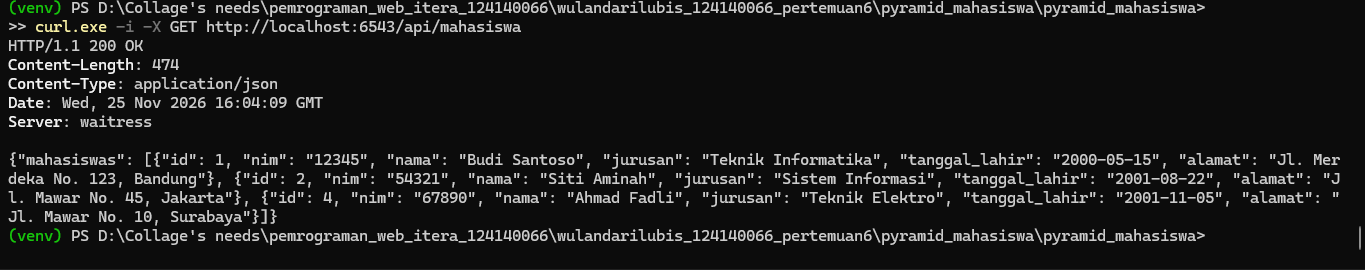 (venv) PS D:\Collage's needs\pemrograman_web_itera_124140066\wulandarilubis_124140066_pertemuan6\pyramid_mahasiswa\pyramid_mahasiswa>
>> curl.exe -i -X GET http://localhost:6543/api/mahasiswa
HTTP/1.1 200 OK
Content-Length: 474
Content-Type: application/json
Date: Wed, 25 Nov 2026 16:04:09 GMT
Server: waitress

{"mahasiswas": [{"id": 1, "nim": "12345", "nama": "Budi Santoso", "jurusan": "Teknik Informatika", "tanggal_lahir": "2000-05-15", "alamat": "Jl. Mer
deka No. 123, Bandung"}, {"id": 2, "nim": "54321", "nama": "Siti Aminah", "jurusan": "Sistem Informasi", "tanggal_lahir": "2001-08-22", "alamat": "J
l. Mawar No. 45, Jakarta"}, {"id": 4, "nim": "67890", "nama": "Ahmad Fadli", "jurusan": "Teknik Elektro", "tanggal_lahir": "2001-11-05", "alamat": "
Jl. Mawar No. 10, Surabaya"}]}
(venv) PS D:\Collage's needs\pemrograman_web_itera_124140066\wulandarilubis_124140066_pertemuan6\pyramid_mahasiswa\pyramid_mahasiswa>